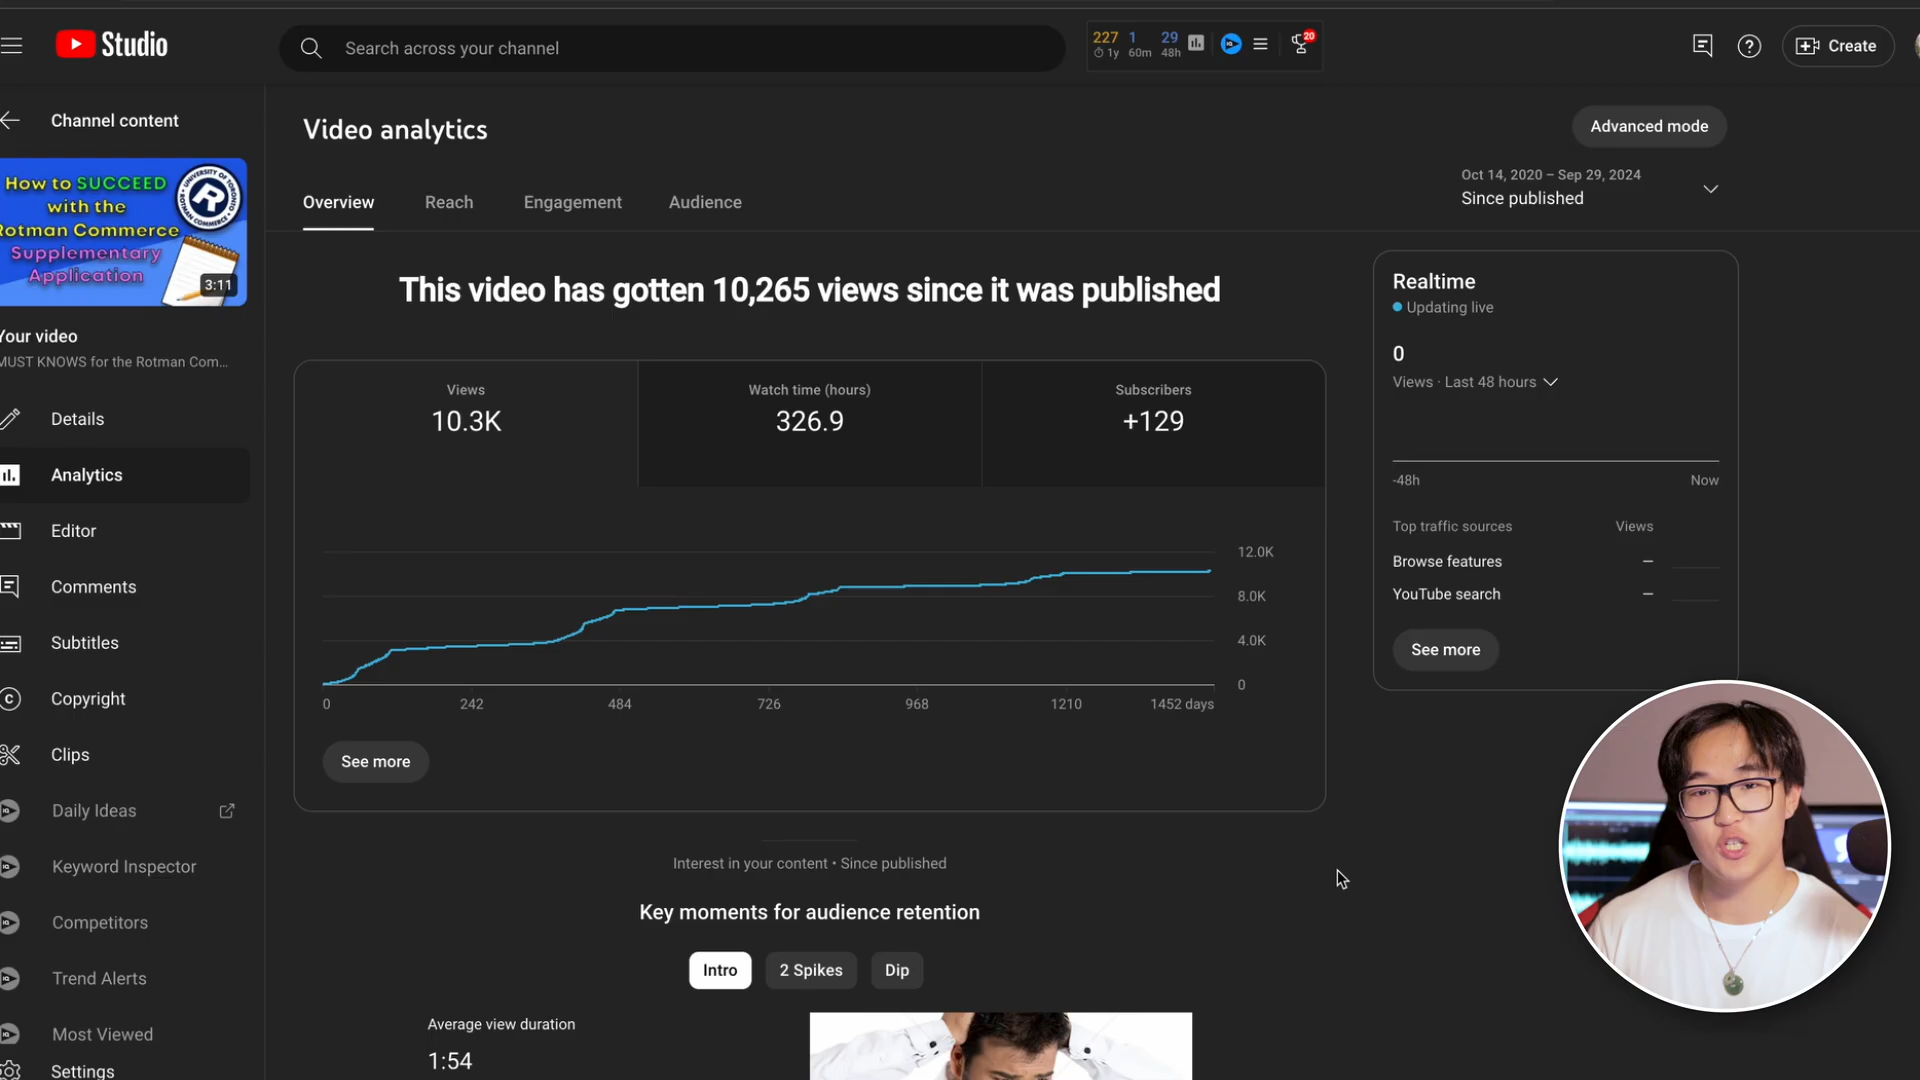 Studio
Search across your channel
227 1 29
1y 60m 48h
20
Create
Channel content
Video analytics
Advanced mode
Oct 14, 2020 – Sep 29, 2024
Since published
Overview Reach Engagement Audience
How to SUCCEED
with the
Rotman Commerce
Supplementary
Application
UNIVERSITY OF TORONTO
ROTMAN COMMERCE
3:11
Your video
MUST KNOWS for the Rotman Com...
Details
Analytics
Editor
Comments
Subtitles
Copyright
Clips
Daily Ideas
Keyword Inspector
Competitors
Trend Alerts
Most Viewed
Settings
This video has gotten 10,265 views since it was published
Views
10.3K
Watch time (hours)
326.9
Subscribers
+129
12.0K
8.0K
4.0K
0
0 242 484 726 968 1210 1452 days
See more
Interest in your content • Since published
Key moments for audience retention
Intro 2 Spikes Dip
Average view duration
1:54
Realtime
Updating live
0
Views · Last 48 hours
-48h Now
Top traffic sources Views
Browse features –
YouTube search –
See more